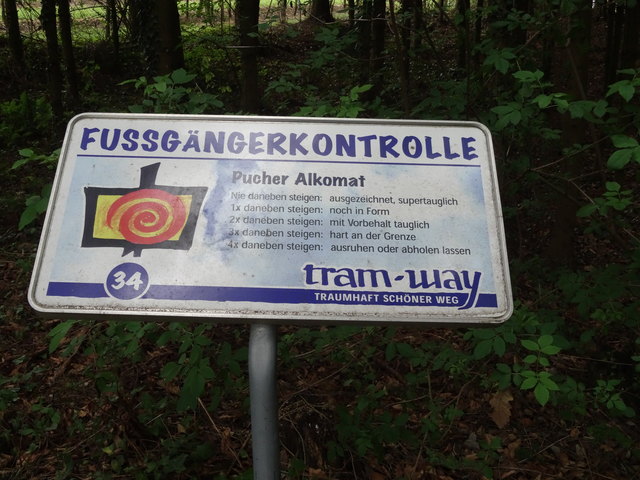 FUSSGÄNGERKONTROLLE
Pucher Alkomat
Nie daneben steigen: ausgezeichnet, supertauglich
1x daneben steigen: noch in Form
2x daneben steigen: mit Vorbehalt tauglich
3x daneben steigen: hart an der Grenze
4x daneben steigen: ausruhen oder abholen lassen
34
tram-way
TRAUMHAFT SCHÖNER WEG